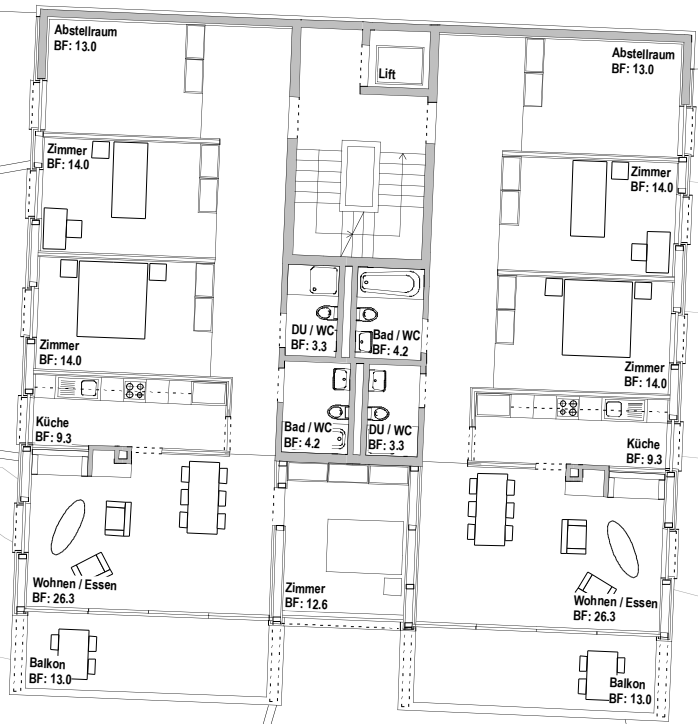 Abstellraum
BF: 13.0
Lift
Abstellraum
BF: 13.0
Zimmer
BF: 14.0
Zimmer
BF: 14.0
Zimmer
BF: 14.0
DU / WC
BF: 3.3
Bad / WC
BF: 4.2
Zimmer
BF: 14.0
Küche
BF: 9.3
Bad / WC
BF: 4.2
DU / WC
BF: 3.3
Küche
BF: 9.3
Wohnen / Essen
BF: 26.3
Zimmer
BF: 12.6
Wohnen / Essen
BF: 26.3
Balkon
BF: 13.0
Balkon
BF: 13.0